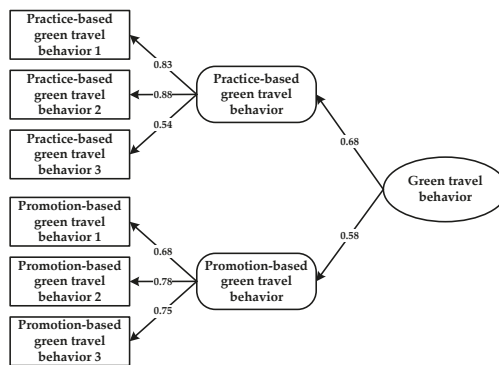 Practice-based
green travel
behavior 1
Practice-based
green travel
behavior 2
Practice-based
green travel
behavior 3
Promotion-based
green travel
behavior 1
Promotion-based
green travel
behavior 2
Promotion-based
green travel
behavior 3
0.83
0.88
0.54
0.68
0.78
0.75
Practice-based
green travel
behavior
Promotion-based
green travel
behavior
0.68
0.58
Green travel
behavior